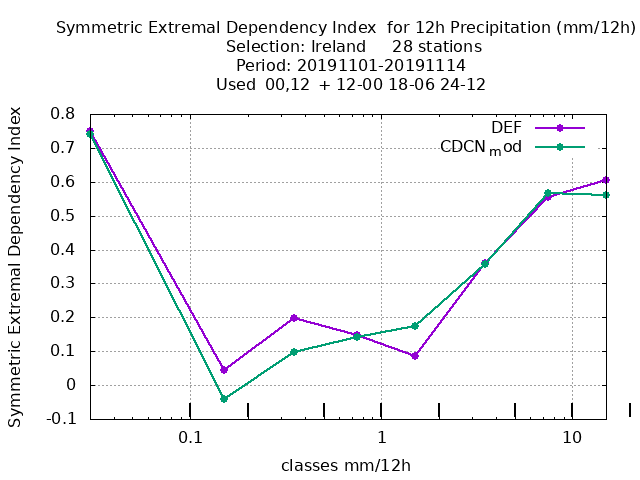 Symmetric Extremal Dependency Index for 12h Precipitation (mm/12h)
Selection: Ireland 28 stations
Period: 20191101-20191114
Used 00,12 + 12-00 18-06 24-12
DEF
CDCNmod
0.8
0.7
0.6
0.5
0.4
0.3
0.2
0.1
0
-0.1
Symmetric Extremal Dependency Index
0.1 1 10
classes mm/12h